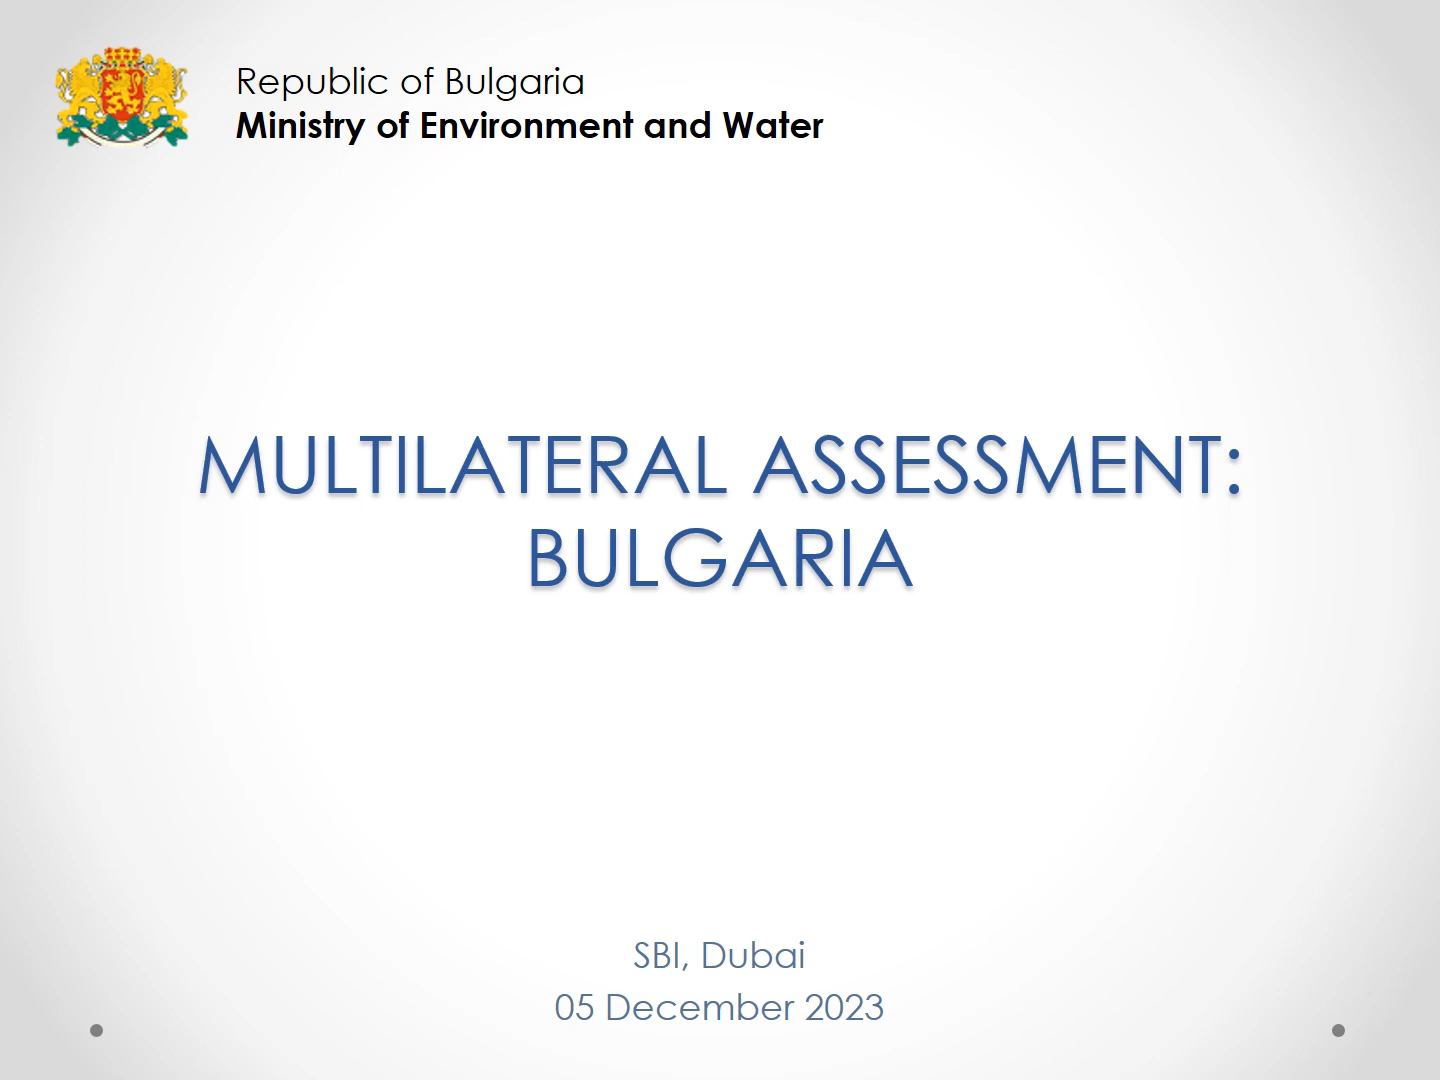 Republic of Bulgaria
Ministry of Environment and Water
MULTILATERAL ASSESSMENT:
BULGARIA
SBI, Dubai
05 December 2023